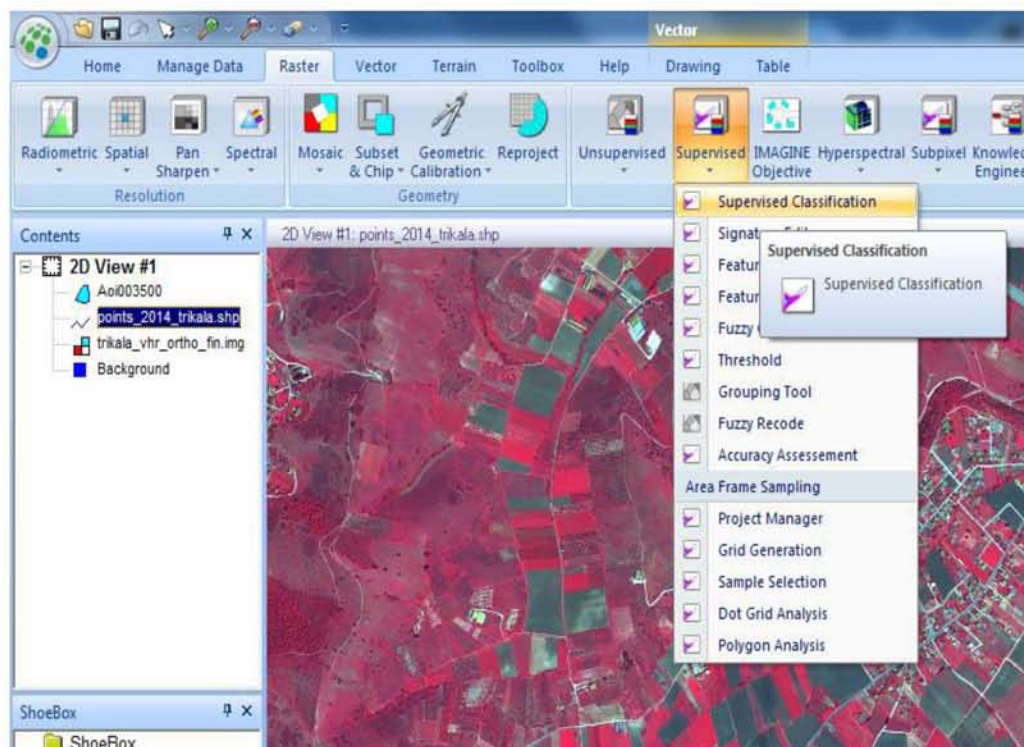 Vector
Home Manage Data Raster Vector Terrain Toolbox Help Drawing Table
Radiometric Spatial Pan Sharpen Spectral Mosaic Subset & Chip Geometric Calibration Reproject Unsupervised Supervised IMAGINE Objective Hyperspectral Subpixel
Resolution Geometry
Contents
2D View #1
Aoi003500
points_2014_trikala.shp
trikala_vhr_ortho_fin.img
Background
ShoeBox
ShoeBox
2D View #1: points_2014_trikala.shp
Supervised Classification
Supervised Classification
Supervised Classification
Threshold
Grouping Tool
Fuzzy Recode
Accuracy Assessment
Area Frame Sampling
Project Manager
Grid Generation
Sample Selection
Dot Grid Analysis
Polygon Analysis